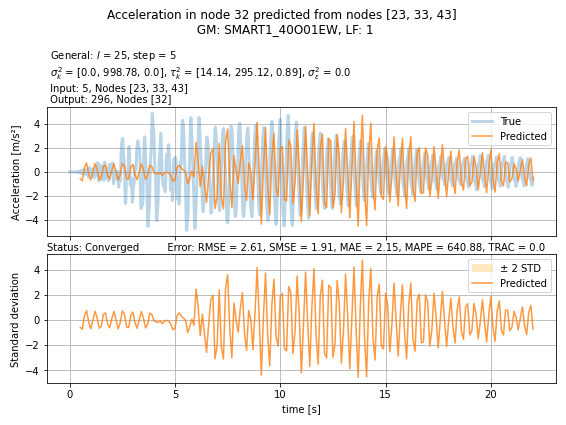 Acceleration in node 32 predicted from nodes [23, 33, 43]
GM: SMART1_40O01EW, LF: 1
General: l = 25, step = 5
σ²ₖ = [0.0, 998.78, 0.0], τ²ₖ = [14.14, 295.12, 0.89], σ²ε = 0.0
Input: 5, Nodes [23, 33, 43]
Output: 296, Nodes [32]
Acceleration [m/s²]
4
2
0
−2
−4
True
Predicted
Status: Converged Error: RMSE = 2.61, SMSE = 1.91, MAE = 2.15, MAPE = 640.88, TRAC = 0.0
Standard deviation
4
2
0
−2
−4
± 2 STD
Predicted
0 5 10 15 20
time [s]